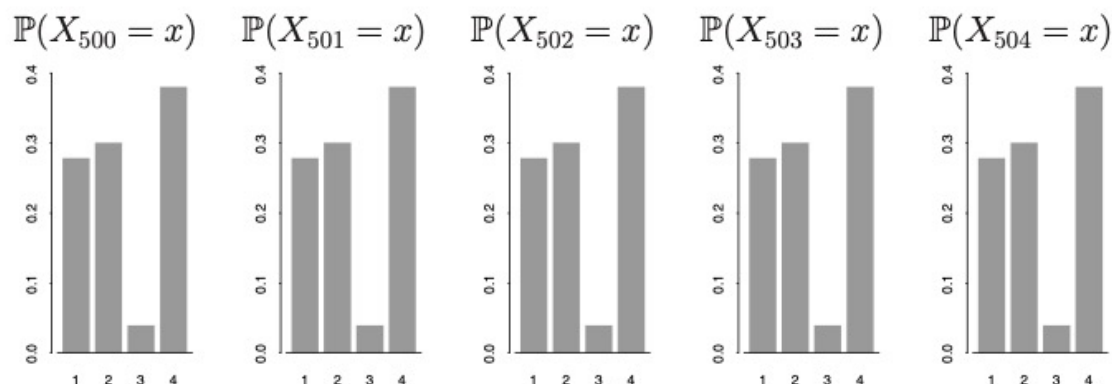 ℙ(X₅₀₀ = x) ℙ(X₅₀₁ = x) ℙ(X₅₀₂ = x) ℙ(X₅₀₃ = x) ℙ(X₅₀₄ = x)
0.4 0.4 0.4 0.4 0.4
0.3 0.3 0.3 0.3 0.3
0.2 0.2 0.2 0.2 0.2
0.1 0.1 0.1 0.1 0.1
0.0 0.0 0.0 0.0 0.0
1 2 3 4 1 2 3 4 1 2 3 4 1 2 3 4 1 2 3 4